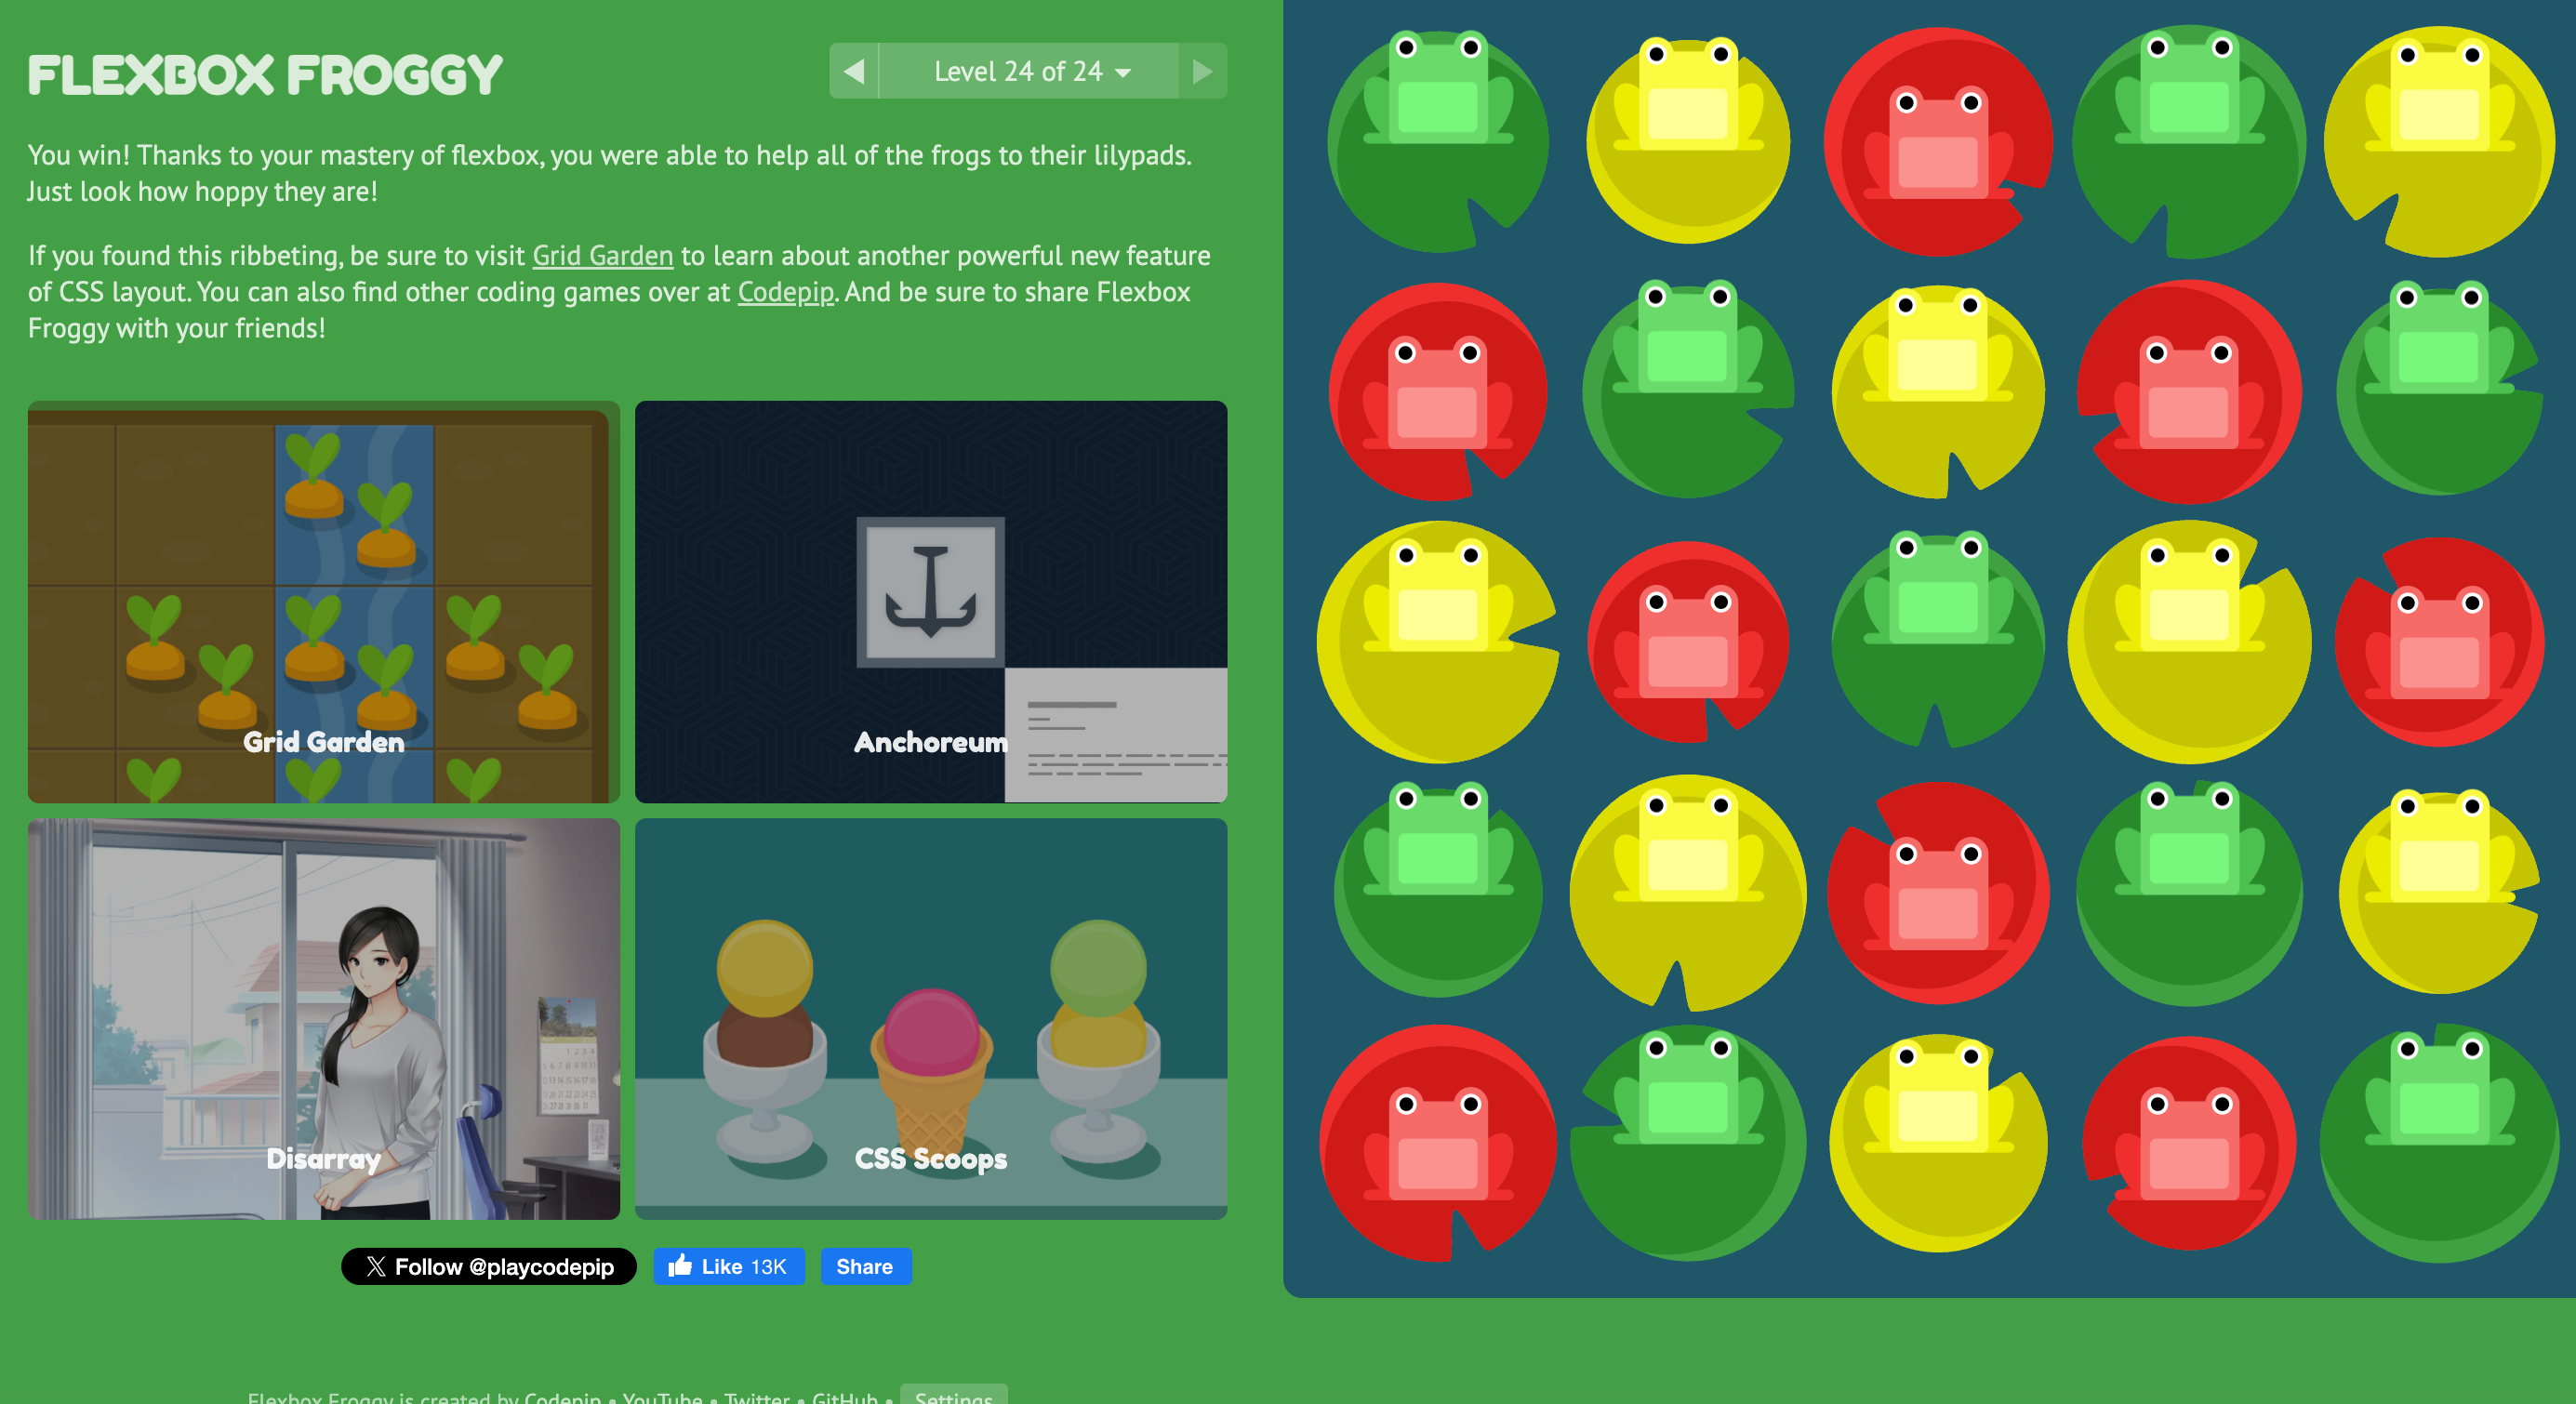 FLEXBOX FROGGY
Level 24 of 24
You win! Thanks to your mastery of flexbox, you were able to help all of the frogs to their lilypads.
Just look how hoppy they are!
If you found this ribbeting, be sure to visit Grid Garden to learn about another powerful new feature
of CSS layout. You can also find other coding games over at Codepip. And be sure to share Flexbox
Froggy with your friends!
Grid Garden
Anchoreum
Disarray
CSS Scoops
Follow @playcodepip
Like 13K
Share
Flexbox Froggy is created by Codepip • YouTube • Twitter • GitHub • Settings